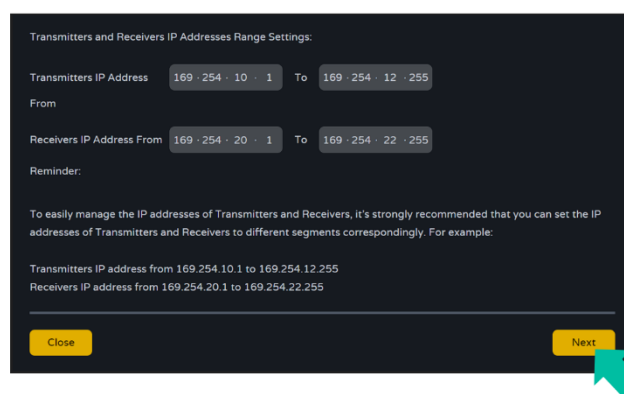 Transmitters and Receivers IP Addresses Range Settings:
Transmitters IP Address From 169 · 254 · 10 · 1 To 169 · 254 · 12 · 255
Receivers IP Address From 169 · 254 · 20 · 1 To 169 · 254 · 22 · 255
Reminder:
To easily manage the IP addresses of Transmitters and Receivers, it's strongly recommended that you can set the IP
addresses of Transmitters and Receivers to different segments correspondingly. For example:
Transmitters IP address from 169.254.10.1 to 169.254.12.255
Receivers IP address from 169.254.20.1 to 169.254.22.255
Close Next